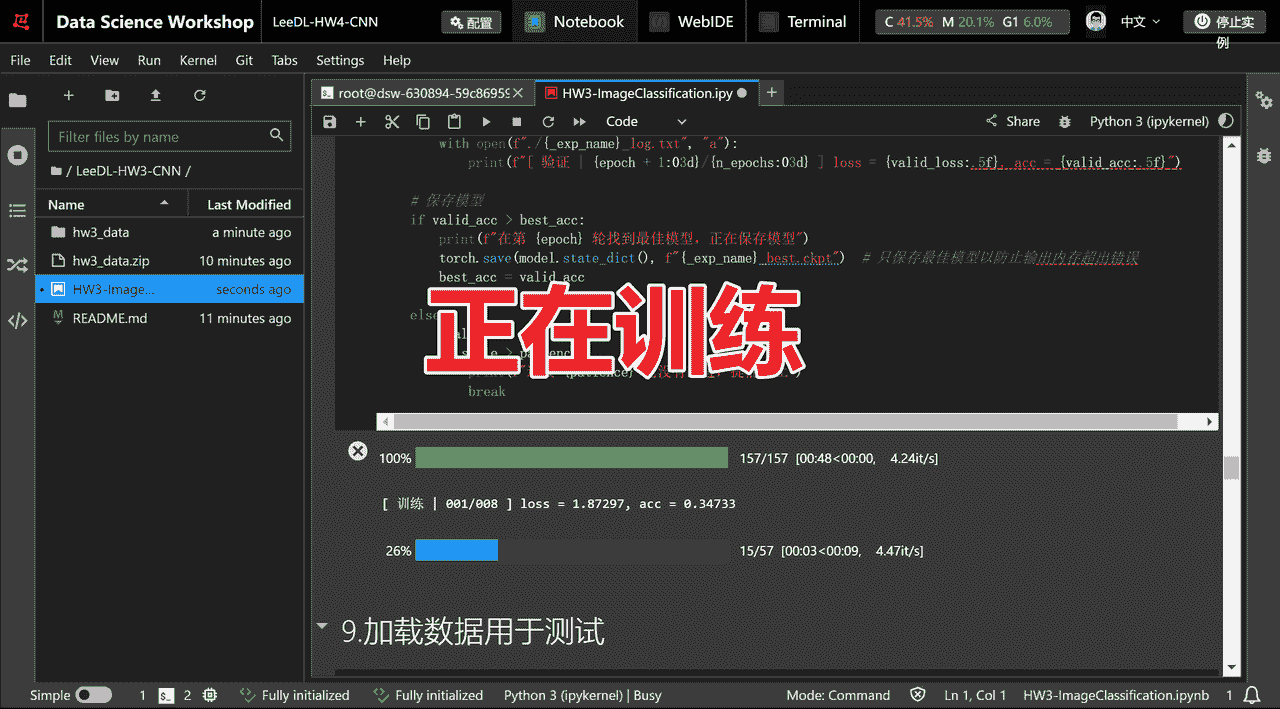 Data Science Workshop
LeeDL-HW4-CNN
配置
Notebook
WebIDE
Terminal
C 41.5% M 20.1% G1 6.0%
中文
停止实例
File Edit View Run Kernel Git Tabs Settings Help
root@dsw-630894-59c86959
HW3-ImageClassification.ipy
Code
Share
Python 3 (ipykernel)
Filter files by name
/ LeeDL-HW3-CNN /
Name Last Modified
hw3_data a minute ago
hw3_data.zip 10 minutes ago
HW3-Image... seconds ago
README.md 11 minutes ago
with open(f"./{_exp_name}_log.txt", "a"):
print(f"[ 验证 | {epoch + 1:03d}/{n_epochs:03d} ] loss = {valid_loss:.5f}, acc = {valid_acc:.5f}")
# 保存模型
if valid_acc > best_acc:
print(f"在第 {epoch} 轮找到最佳模型，正在保存模型")
torch.save(model.state_dict(), f"{_exp_name}_best.ckpt") # 只保存最佳模型以防止输出内存超出错误
best_acc = valid_acc
正在训练
break
100% 157/157 [00:48<00:00, 4.24it/s]
[ 训练 | 001/008 ] loss = 1.87297, acc = 0.34733
26% 15/57 [00:03<00:09, 4.47it/s]
9.加载数据用于测试
Simple 1 2 Fully initialized Fully initialized Python 3 (ipykernel) | Busy Mode: Command Ln 1, Col 1 HW3-ImageClassification.ipynb 1